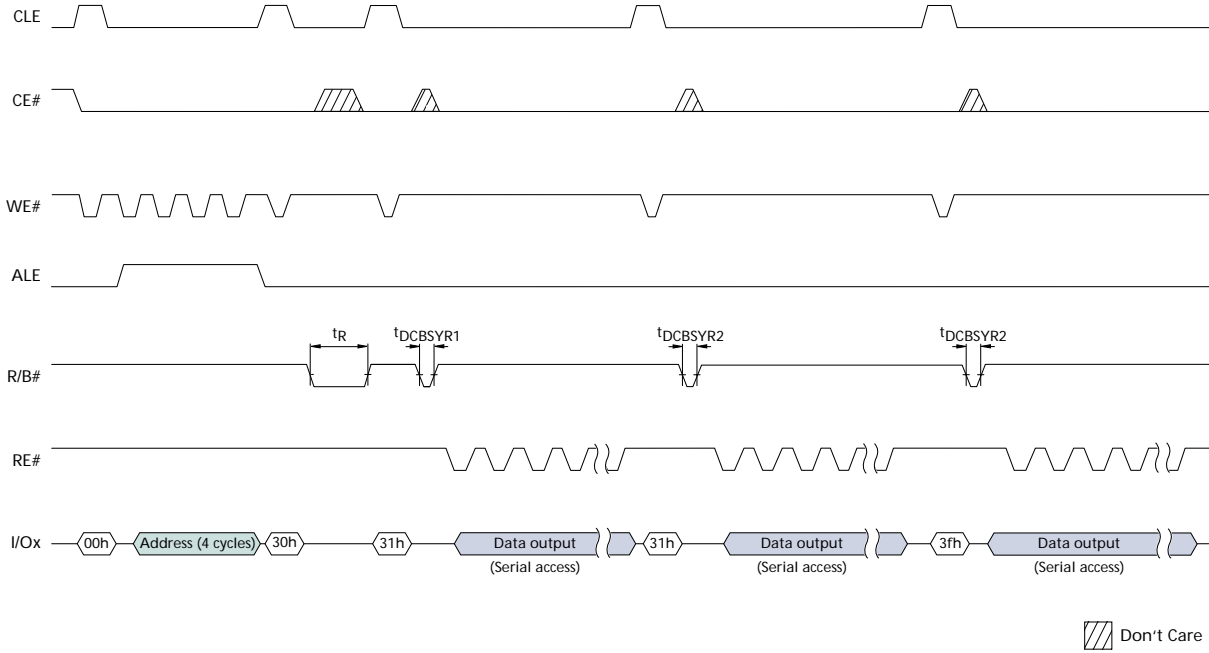 CLE
CE#
WE#
ALE
tR tDCBSYR1 tDCBSYR2 tDCBSYR2
R/B#
RE#
I/Ox 00h Address (4 cycles) 30h 31h Data output 31h Data output 3fh Data output
(Serial access) (Serial access) (Serial access)
Don't Care